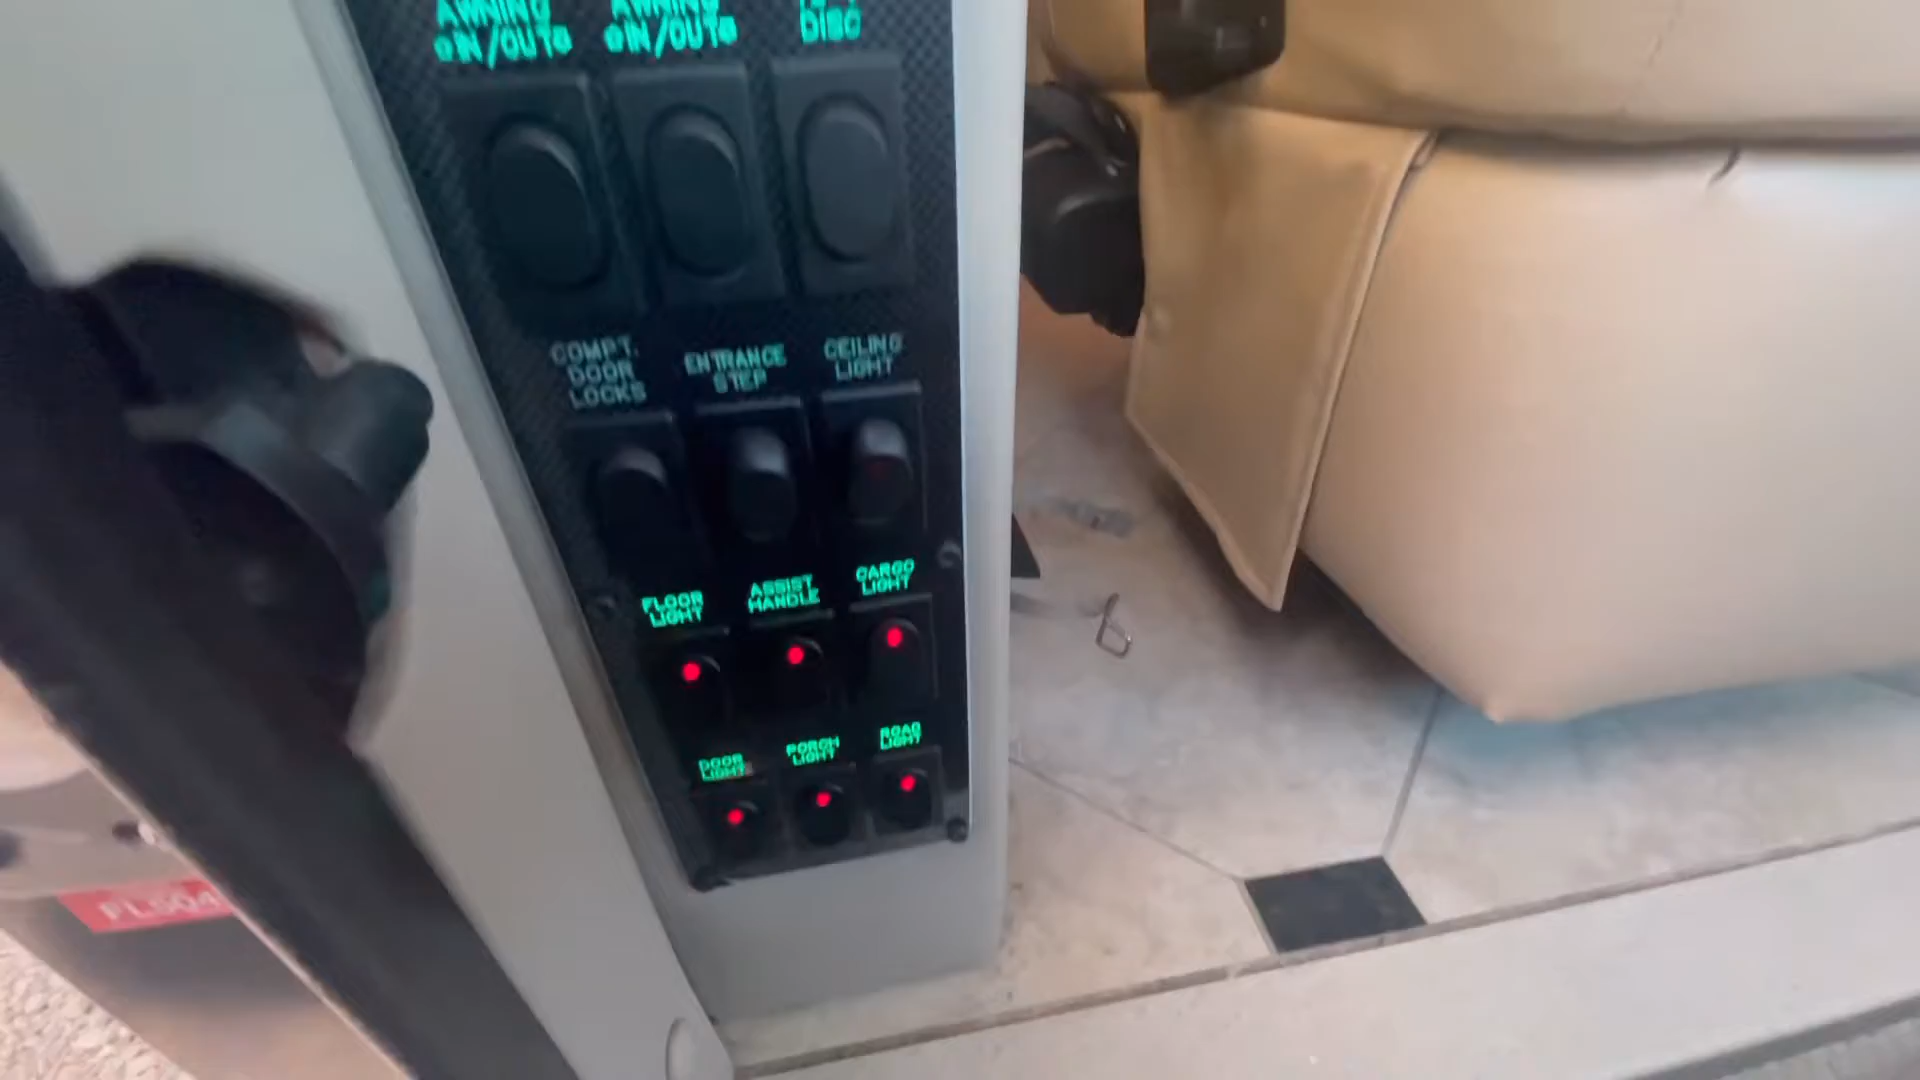 AWNING
IN/OUT
AWNING
IN/OUT
DISC
COMPT.
DOOR
LOCKS
ENTRANCE
STEP
CEILING
LIGHT
FLOOR
LIGHT
ASSIST
HANDLE
CARGO
LIGHT
DOOR
LIGHT
PORCH
LIGHT
ROAD
LIGHT